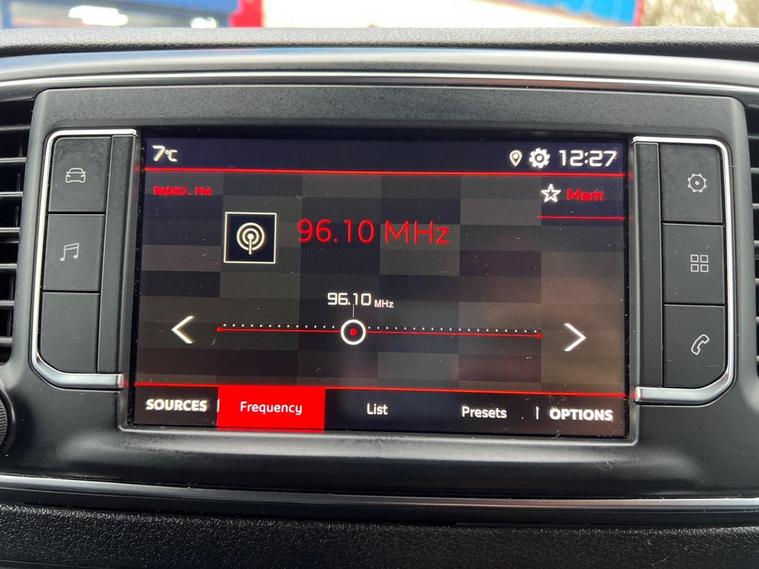 7°C
12:27
RADIO . FM
Mem
96.10 MHz
96.10 MHz
SOURCES Frequency List Presets OPTIONS